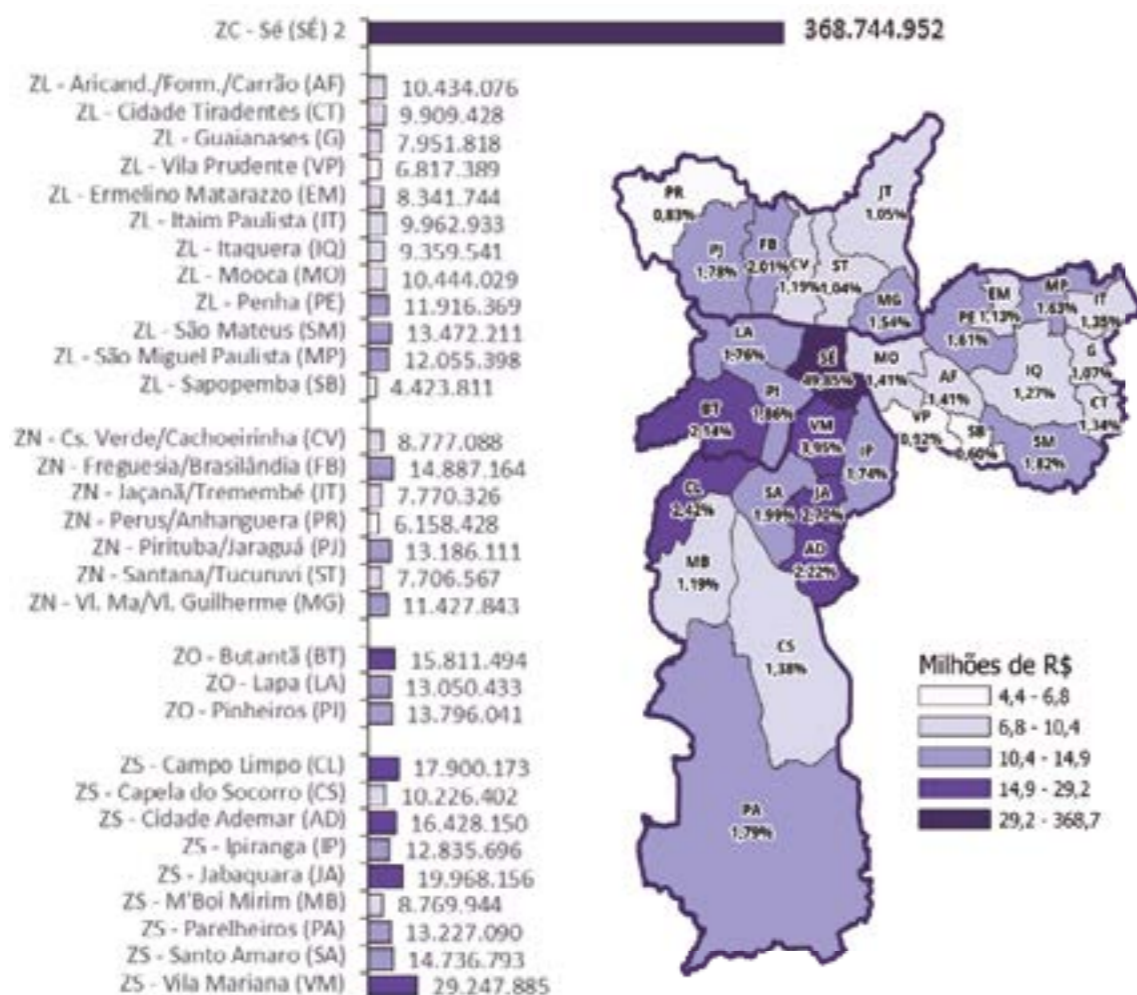 ZC - Sé (SÉ) 2 368.744.952
ZL - Aricand./Form./Carrão (AF) 10.434.076
ZL - Cidade Tiradentes (CT) 9.909.428
ZL - Guaianases (G) 7.951.818
ZL - Vila Prudente (VP) 6.817.389
ZL - Ermelino Matarazzo (EM) 8.341.744
ZL - Itaim Paulista (IT) 9.962.933
ZL - Itaquera (IQ) 9.359.541
ZL - Mooca (MO) 10.444.029
ZL - Penha (PE) 11.916.369
ZL - São Mateus (SM) 13.472.211
ZL - São Miguel Paulista (MP) 12.055.398
ZL - Sapopemba (SB) 4.423.811
ZN - Cs. Verde/Cachoeirinha (CV) 8.777.088
ZN - Freguesia/Brasilândia (FB) 14.887.164
ZN - Jaçanã/Tremembé (JT) 7.770.326
ZN - Perus/Anhanguera (PR) 6.158.428
ZN - Pirituba/Jaraguá (PJ) 13.186.111
ZN - Santana/Tucuruvi (ST) 7.706.567
ZN - Vl. Ma/Vl. Guilherme (MG) 11.427.843
ZO - Butantã (BT) 15.811.494
ZO - Lapa (LA) 13.050.433
ZO - Pinheiros (PJ) 13.796.041
ZS - Campo Limpo (CL) 17.900.173
ZS - Capela do Socorro (CS) 10.226.402
ZS - Cidade Ademar (AD) 16.428.150
ZS - Ipiranga (IP) 12.835.696
ZS - Jabaquara (JA) 19.968.156
ZS - M'Boi Mirim (MB) 8.769.944
ZS - Parelheiros (PA) 13.227.090
ZS - Santo Amaro (SA) 14.736.793
ZS - Vila Mariana (VM) 29.247.885
PR
0,83%
JT
1,05%
PJ
1,78%
FB
2,01%
CV
1,19%
ST
1,04%
MG
1,54%
EM
1,13%
MP
1,63%
IT
1,35%
PE
1,61%
LA
1,76%
SÉ
49,85%
MO
1,41%
AF
1,41%
IQ
1,27%
G
1,07%
CT
1,34%
PI
1,86%
BT
2,14%
VM
3,95%
IP
1,74%
VP
0,92%
SB
0,60%
SM
1,82%
CL
2,42%
SA
1,99%
JA
2,70%
AD
2,22%
MB
1,19%
CS
1,38%
PA
1,79%
Milhões de R$
4,4 - 6,8
6,8 - 10,4
10,4 - 14,9
14,9 - 29,2
29,2 - 368,7